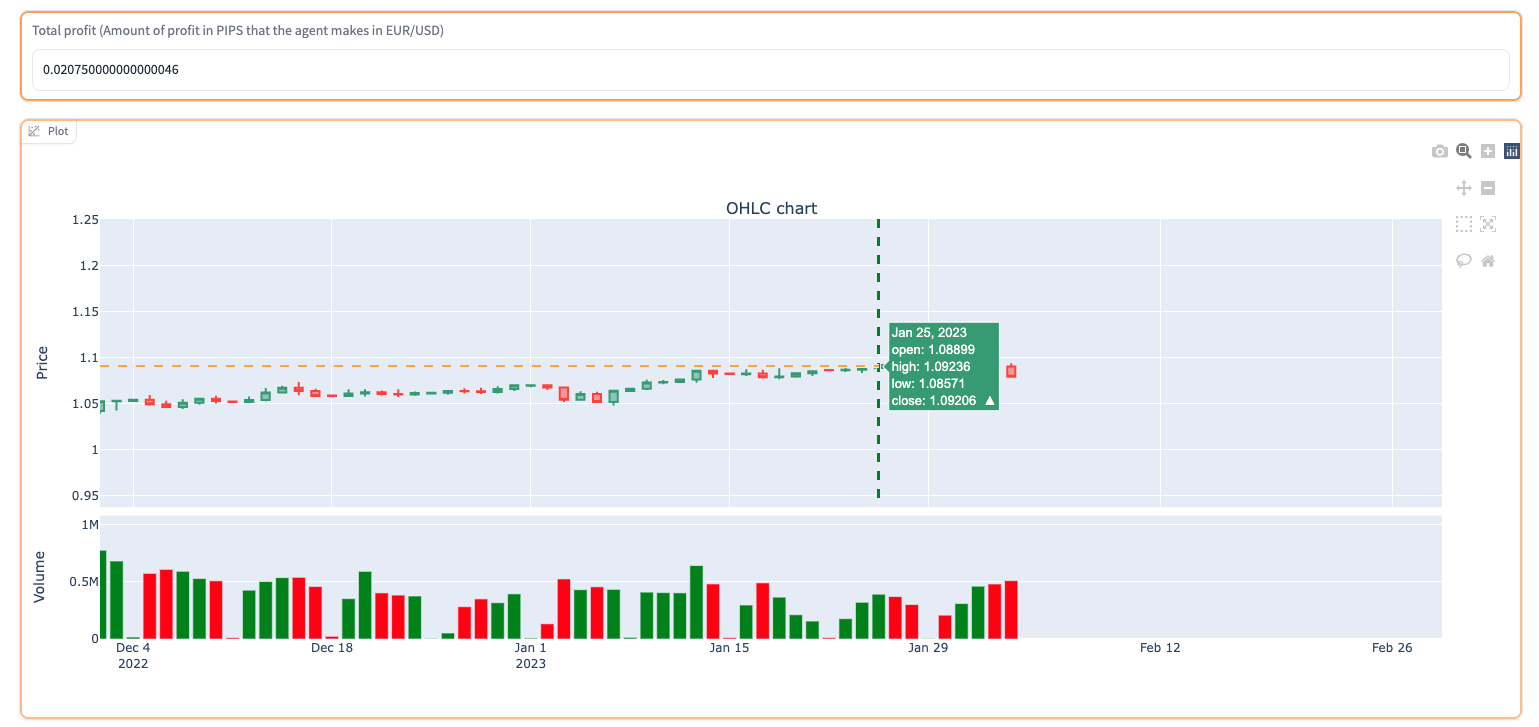 Total profit (Amount of profit in PIPS that the agent makes in EUR/USD)
0.020750000000000046
Plot
OHLC chart
1.25
1.2
1.15
1.1
1.05
1
0.95
Price
Jan 25, 2023
open: 1.08899
high: 1.09236
low: 1.08571
close: 1.09206 ▲
1M
0.5M
0
Volume
Dec 4 Dec 18 Jan 1 Jan 15 Jan 29 Feb 12 Feb 26
2022 2023